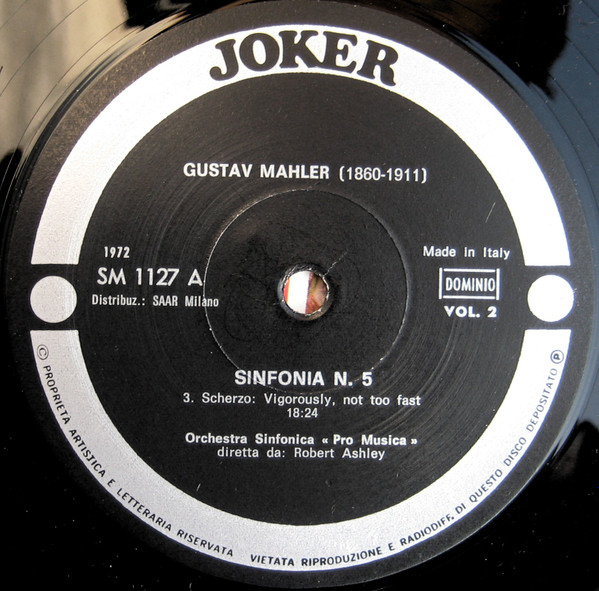 JOKER
GUSTAV MAHLER (1860-1911)
1972
SM 1127 A
Distribuz.: SAAR Milano
Made in Italy
DOMINIO
VOL. 2
SINFONIA N. 5
3. Scherzo: Vigorously, not too fast
18:24
Orchestra Sinfonica « Pro Musica »
diretta da: Robert Ashley
© PROPRIETÀ ARTISTICA E LETTERARIA RISERVATA VIETATA RIPRODUZIONE E RADIODIFF. DI QUESTO DISCO DEPOSITATO ℗